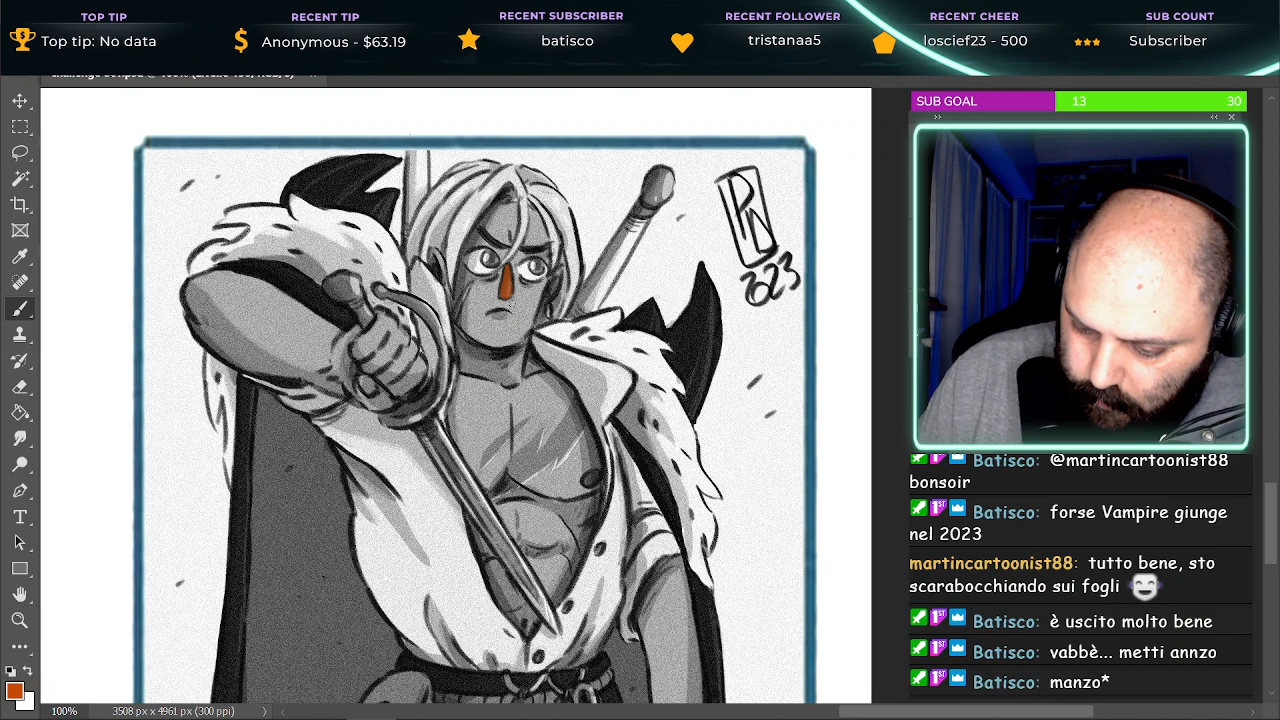 TOP TIP
RECENT TIP
RECENT SUBSCRIBER
RECENT FOLLOWER
RECENT CHEER
SUB COUNT
Top tip: No data
Anonymous - $63.19
batisco
tristanaa5
loscief23 - 500
Subscriber
SUB GOAL
13
30
323
Batisco: @martincartoonist88
bonsoir
Batisco: forse Vampire giunge
nel 2023
martincartoonist88: tutto bene, sto
scarabocchiando sui fogli
Batisco: è uscito molto bene
Batisco: vabbè... metti annzo
Batisco: manzo*
100%
3508 px x 4961 px (300 ppi)